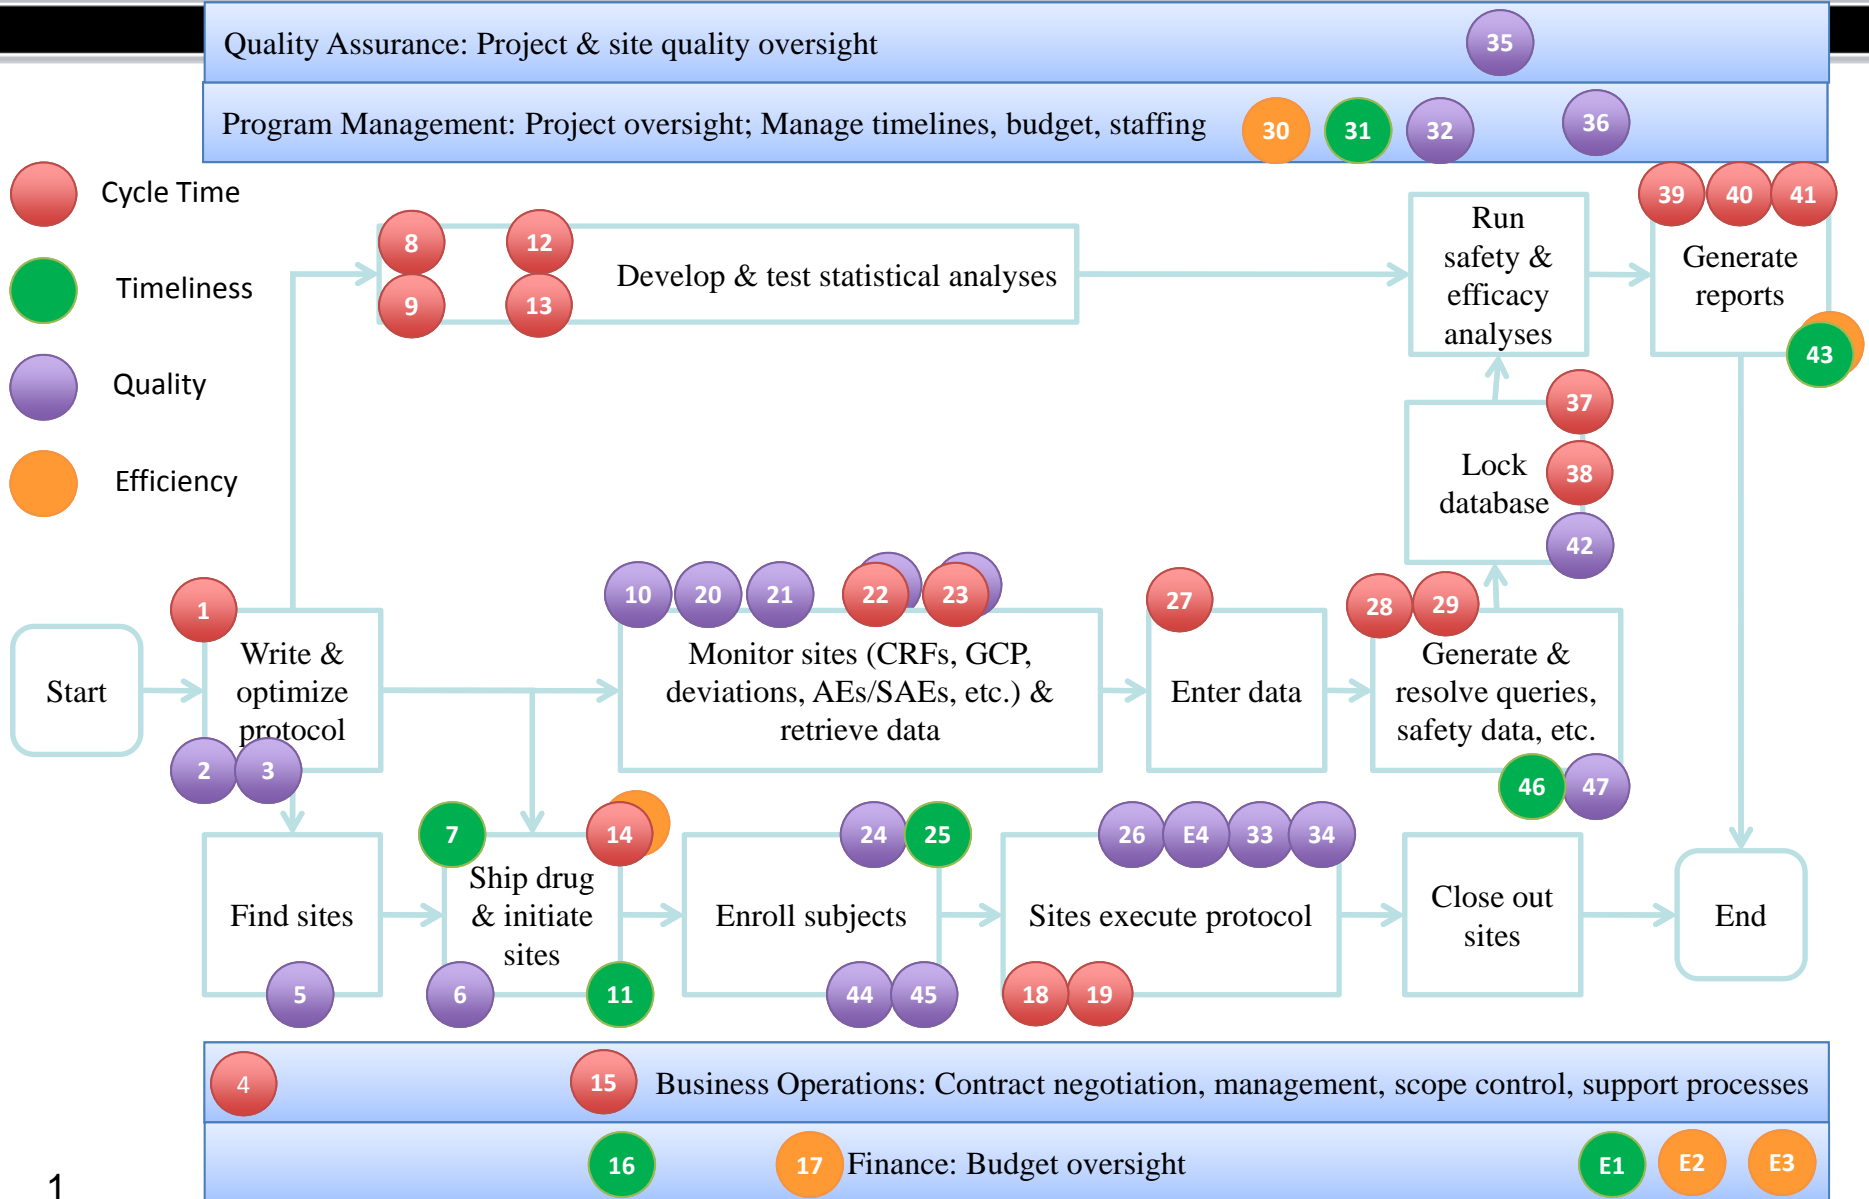 Quality Assurance: Project & site quality oversight
35
Program Management: Project oversight; Manage timelines, budget, staffing
30
31
32
36
Cycle Time
Timeliness
Quality
Efficiency
8
12
9
13
Develop & test statistical analyses
Run
safety &
efficacy
analyses
39
40
41
Generate
reports
43
37
38
42
Lock
database
Start
1
Write &
optimize
protocol
2
3
10
20
21
22
23
Monitor sites (CRFs, GCP,
deviations, AEs/SAEs, etc.) &
retrieve data
27
Enter data
28
29
Generate &
resolve queries,
safety data, etc.
46
47
Find sites
5
7
14
Ship drug
& initiate
sites
6
11
24
25
Enroll subjects
44
45
26
E4
33
34
Sites execute protocol
18
19
Close out
sites
End
4
15
Business Operations: Contract negotiation, management, scope control, support processes
16
17
Finance: Budget oversight
E1
E2
E3
1